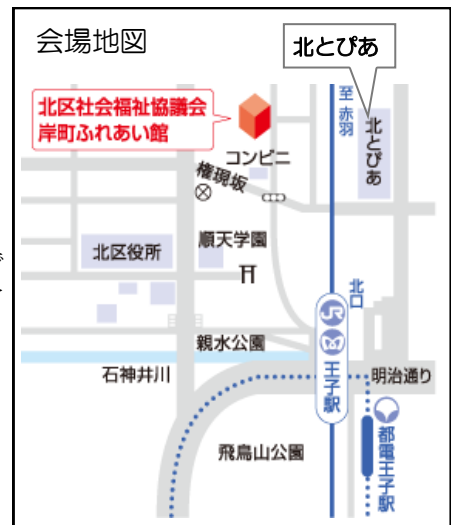 会場地図
北とぴあ
北区社会福祉協議会
岸町ふれあい館
至 赤羽
北とぴあ
コンビニ
権現坂
順天学園
北区役所
北口
JR
M
王子駅
親水公園
石神井川
明治通り
都電王子駅
飛鳥山公園